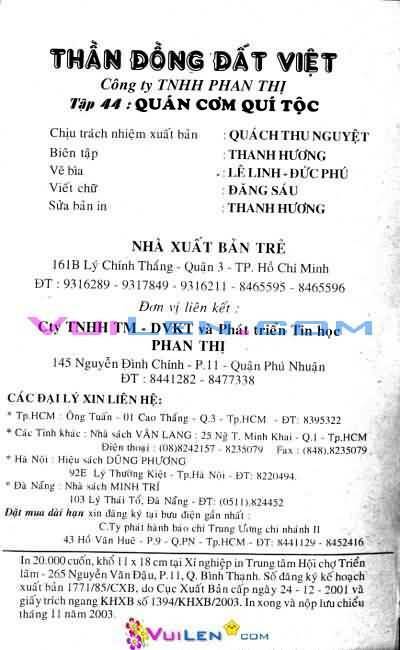 THẦN ĐỒNG ĐẤT VIỆT
Công ty TNHH PHAN THỊ
Tập 44 : QUÁN CƠM QUÍ TỘC
Chịu trách nhiệm xuất bản : QUÁCH THU NGUYỆT
Biên tập : THANH HƯƠNG
Vẽ bìa : LÊ LINH - ĐỨC PHÚ
Viết chữ : ĐĂNG SÁU
Sửa bản in : THANH HƯƠNG
NHÀ XUẤT BẢN TRẺ
161B Lý Chính Thắng - Quận 3 - TP. Hồ Chí Minh
ĐT : 9316289 - 9317849 - 9316211 - 8465595 - 8465596
Đơn vị liên kết :
VUILEN.COM
Cty TNHH TM - DVKT và Phát triển Tin học
PHAN THỊ
145 Nguyễn Đình Chính - P.11 - Quận Phú Nhuận
ĐT : 8441282 - 8477338
CÁC ĐẠI LÝ XIN LIÊN HỆ:
* Tp.HCM : Ông Tuấn - 01 Cao Thắng - Q.3 - Tp.HCM - ĐT: 8395322
* Các Tỉnh khác : Nhà sách VĂN LANG : 25 Ng T. Minh Khai - Q.1 - Tp.HCM
Điện thoại : (08)8242157 - 8235079 Fax : (848).8235079
* Hà Nội : Hiệu sách DŨNG PHƯƠNG
92E Lý Thường Kiệt - Tp.Hà Nội - ĐT: 8220494.
* Đà Nẵng : Nhà sách MINH TRÍ
103 Lý Thái Tổ, Đà Nẵng - ĐT: (0511).824452
Đặt mua dài hạn xin đăng ký tại bưu điện gần nhất :
C.Ty phát hành báo chí Trung Ương chi nhánh II
43 Hồ Văn Huê - P.9 - Q.PN - Tp.HCM - ĐT: 8441129 - 8452416
In 20.000 cuốn, khổ 11 x 18 cm tại Xí nghiệp in Trung tâm Hội chợ Triển
lãm - 265 Nguyễn Văn Đậu, P.11, Q. Bình Thạnh. Số đăng ký kế hoạch
xuất bản 1771/85/CXB, do Cục Xuất Bản cấp ngày 24 - 12 - 2001 và
giấy trích ngang KHXB số 1394/KHXB/2003. In xong và nộp lưu chiểu
tháng 11 năm 2003.
VUILEN.COM